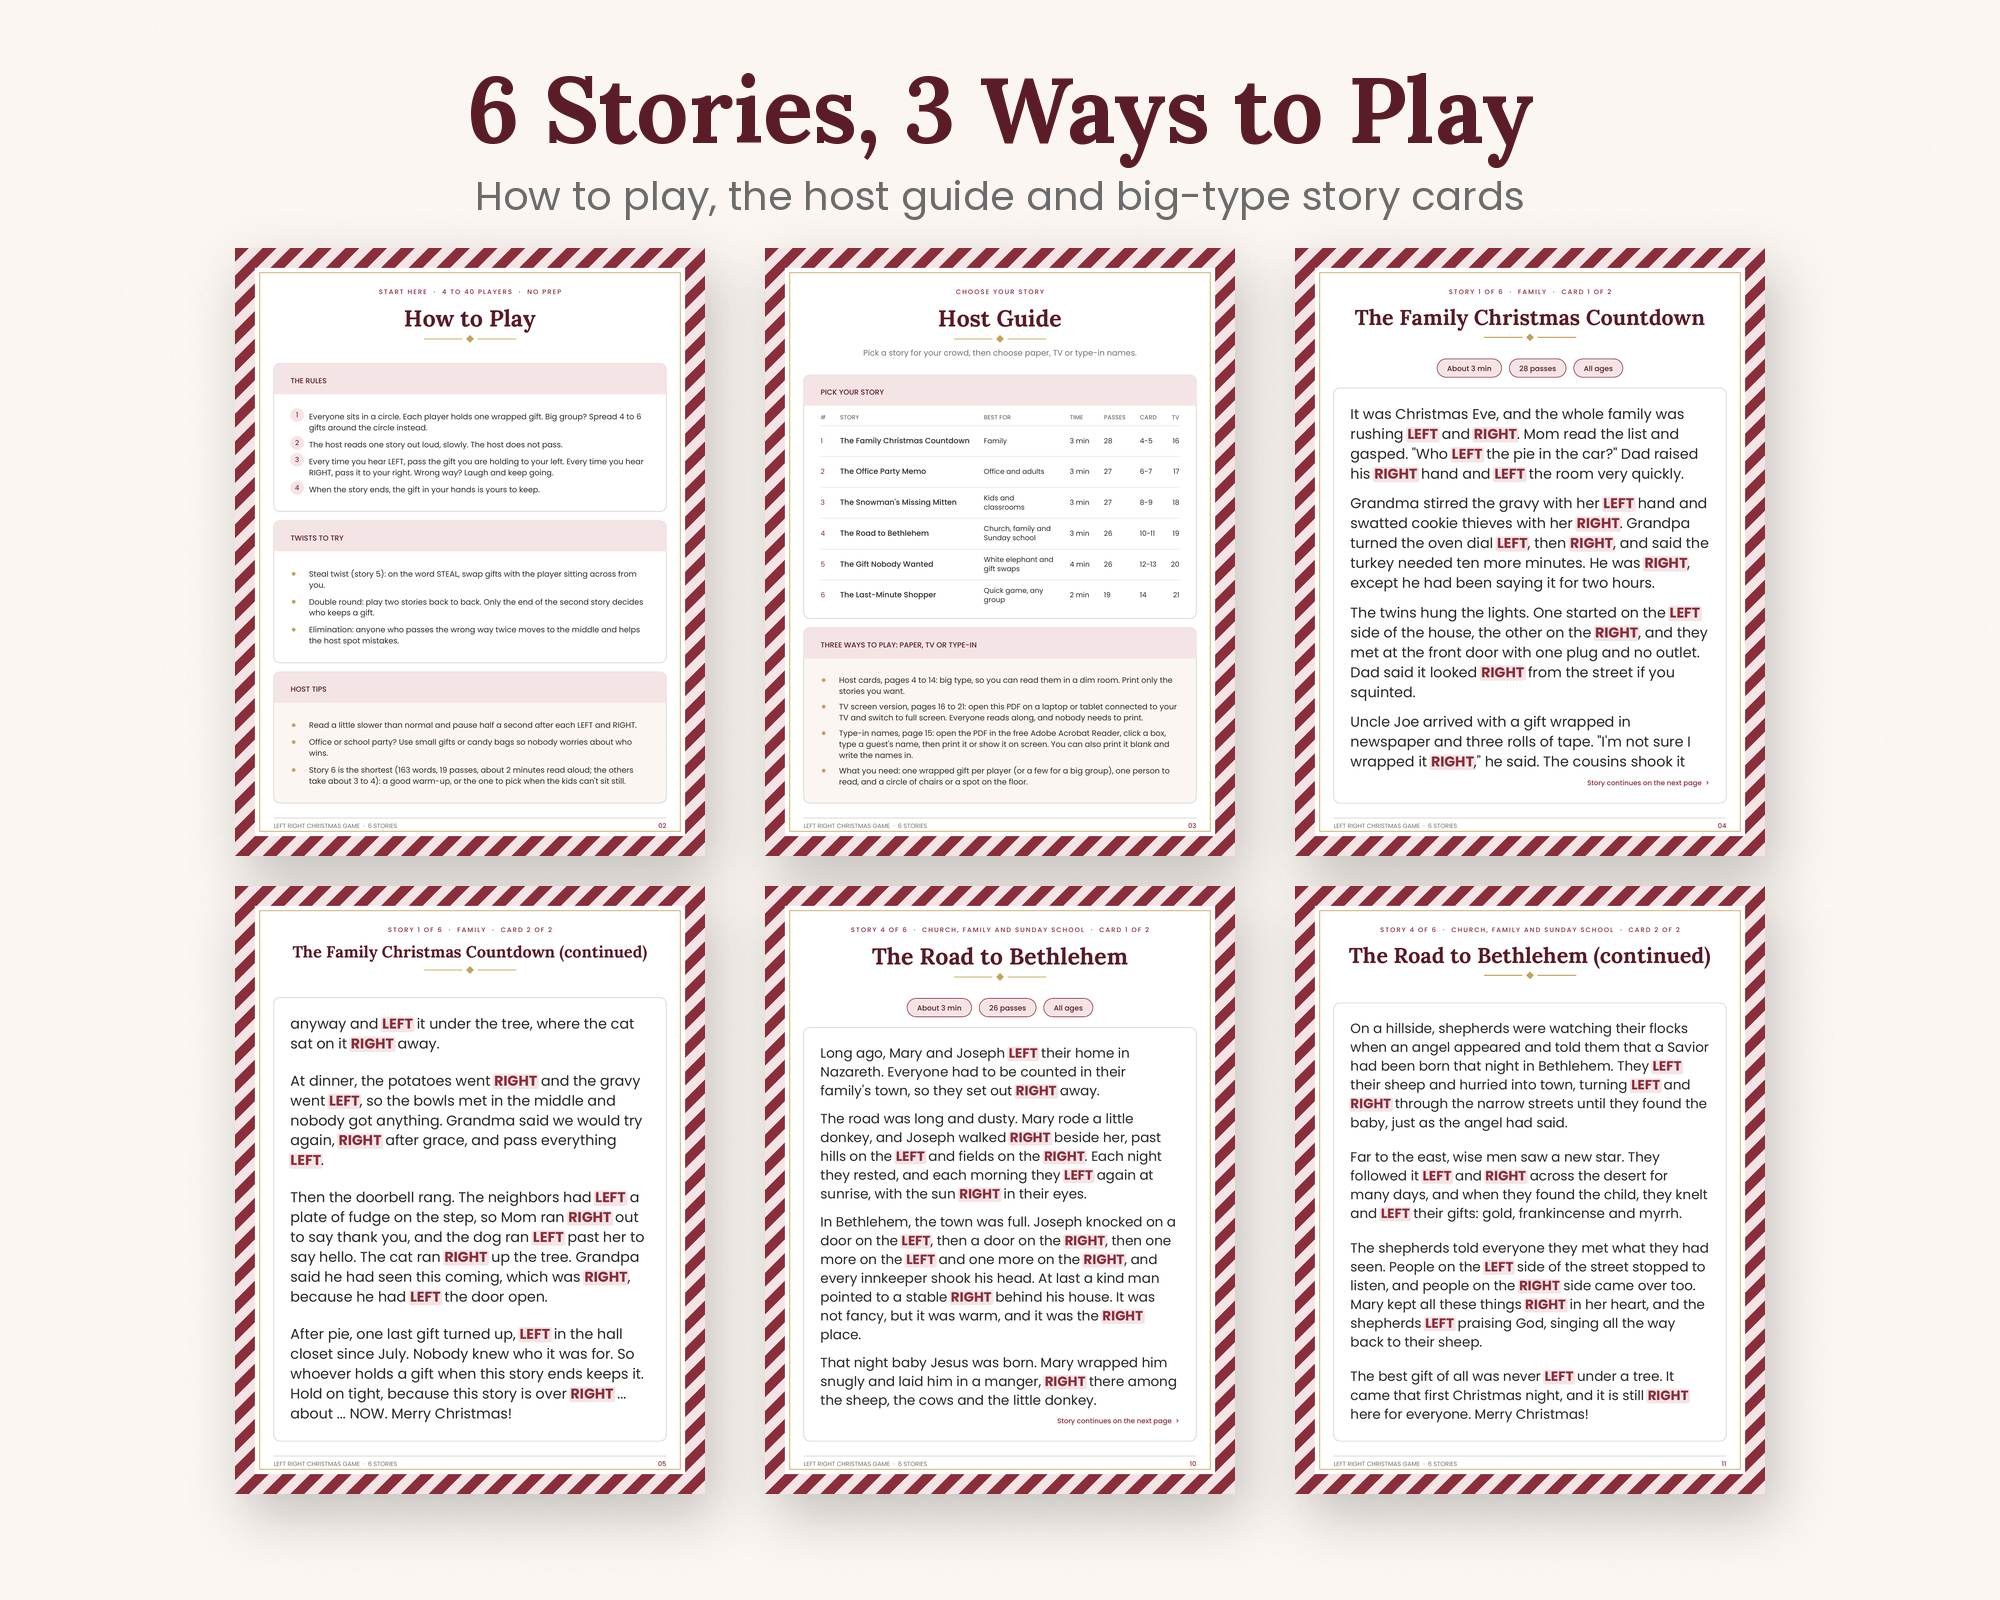 6 Stories, 3 Ways to Play
How to play, the host guide and big-type story cards
START HERE · 4 TO 40 PLAYERS · NO PREP
How to Play
THE RULES
1 Everyone sits in a circle. Each player holds one wrapped gift. Big group? Spread 4 to 6
gifts around the circle instead.
2 The host reads one story out loud, slowly. The host does not pass.
3 Every time you hear LEFT, pass the gift you are holding to your left. Every time you hear
RIGHT, pass it to your right. Wrong way? Laugh and keep going.
4 When the story ends, the gift in your hands is yours to keep.
TWISTS TO TRY
Steal twist (story 5): on the word STEAL, swap gifts with the player sitting across from
you.
Double round: play two stories back to back. Only the end of the second story decides
who keeps a gift.
Elimination: anyone who passes the wrong way twice moves to the middle and helps
the host spot mistakes.
HOST TIPS
Read a little slower than normal and pause half a second after each LEFT and RIGHT.
Office or school party? Use small gifts or candy bags so nobody worries about who
wins.
Story 6 is the shortest (163 words, 19 passes, about 2 minutes read aloud; the others
take about 3 to 4): a good warm-up, or the one to pick when the kids can't sit still.
LEFT RIGHT CHRISTMAS GAME · 6 STORIES 02
CHOOSE YOUR STORY
Host Guide
Pick a story for your crowd, then choose paper, TV or type-in names.
PICK YOUR STORY
# STORY BEST FOR TIME PASSES CARD TV
1 The Family Christmas Countdown Family 3 min 28 4-5 16
2 The Office Party Memo Office and adults 3 min 27 6-7 17
3 The Snowman's Missing Mitten Kids and
classrooms 3 min 27 8-9 18
4 The Road to Bethlehem Church, family and
Sunday school 3 min 26 10-11 19
5 The Gift Nobody Wanted White elephant and
gift swaps 4 min 26 12-13 20
6 The Last-Minute Shopper Quick game, any
group 2 min 19 14 21
THREE WAYS TO PLAY: PAPER, TV OR TYPE-IN
Host cards, pages 4 to 14: big type, so you can read them in a dim room. Print only the
stories you want.
TV screen version, pages 16 to 21: open this PDF on a laptop or tablet connected to your
TV and switch to full screen. Everyone reads along, and nobody needs to print.
Type-in names, page 15: open the PDF in the free Adobe Acrobat Reader, click a box,
type a guest's name, then print it or show it on screen. You can also print it blank and
write the names in.
What you need: one wrapped gift per player (or a few for a big group), one person to
read, and a circle of chairs or a spot on the floor.
LEFT RIGHT CHRISTMAS GAME · 6 STORIES 03
STORY 1 OF 6 · FAMILY · CARD 1 OF 2
The Family Christmas Countdown
About 3 min 28 passes All ages
It was Christmas Eve, and the whole family was
rushing LEFT and RIGHT. Mom read the list and
gasped. "Who LEFT the pie in the car?" Dad raised
his RIGHT hand and LEFT the room very quickly.
Grandma stirred the gravy with her LEFT hand and
swatted cookie thieves with her RIGHT. Grandpa
turned the oven dial LEFT, then RIGHT, and said the
turkey needed ten more minutes. He was RIGHT,
except he had been saying it for two hours.
The twins hung the lights. One started on the LEFT
side of the house, the other on the RIGHT, and they
met at the front door with one plug and no outlet.
Dad said it looked RIGHT from the street if you
squinted.
Uncle Joe arrived with a gift wrapped in
newspaper and three rolls of tape. "I'm not sure I
wrapped it RIGHT," he said. The cousins shook it
Story continues on the next page ›
LEFT RIGHT CHRISTMAS GAME · 6 STORIES 04
STORY 1 OF 6 · FAMILY · CARD 2 OF 2
The Family Christmas Countdown (continued)
anyway and LEFT it under the tree, where the cat
sat on it RIGHT away.
At dinner, the potatoes went RIGHT and the gravy
went LEFT, so the bowls met in the middle and
nobody got anything. Grandma said we would try
again, RIGHT after grace, and pass everything
LEFT.
Then the doorbell rang. The neighbors had LEFT a
plate of fudge on the step, so Mom ran RIGHT out
to say thank you, and the dog ran LEFT past her to
say hello. The cat ran RIGHT up the tree. Grandpa
said he had seen this coming, which was RIGHT,
because he had LEFT the door open.
After pie, one last gift turned up, LEFT in the hall
closet since July. Nobody knew who it was for. So
whoever holds a gift when this story ends keeps it.
Hold on tight, because this story is over RIGHT ...
about ... NOW. Merry Christmas!
LEFT RIGHT CHRISTMAS GAME · 6 STORIES 05
STORY 4 OF 6 · CHURCH, FAMILY AND SUNDAY SCHOOL · CARD 1 OF 2
The Road to Bethlehem
About 3 min 26 passes All ages
Long ago, Mary and Joseph LEFT their home in
Nazareth. Everyone had to be counted in their
family's town, so they set out RIGHT away.
The road was long and dusty. Mary rode a little
donkey, and Joseph walked RIGHT beside her, past
hills on the LEFT and fields on the RIGHT. Each night
they rested, and each morning they LEFT again at
sunrise, with the sun RIGHT in their eyes.
In Bethlehem, the town was full. Joseph knocked on a
door on the LEFT, then a door on the RIGHT, then one
more on the LEFT and one more on the RIGHT, and
every innkeeper shook his head. At last a kind man
pointed to a stable RIGHT behind his house. It was
not fancy, but it was warm, and it was the RIGHT
place.
That night baby Jesus was born. Mary wrapped him
snugly and laid him in a manger, RIGHT there among
the sheep, the cows and the little donkey.
Story continues on the next page ›
LEFT RIGHT CHRISTMAS GAME · 6 STORIES 10
STORY 4 OF 6 · CHURCH, FAMILY AND SUNDAY SCHOOL · CARD 2 OF 2
The Road to Bethlehem (continued)
On a hillside, shepherds were watching their flocks
when an angel appeared and told them that a Savior
had been born that night in Bethlehem. They LEFT
their sheep and hurried into town, turning LEFT and
RIGHT through the narrow streets until they found the
baby, just as the angel had said.
Far to the east, wise men saw a new star. They
followed it LEFT and RIGHT across the desert for
many days, and when they found the child, they knelt
and LEFT their gifts: gold, frankincense and myrrh.
The shepherds told everyone they met what they had
seen. People on the LEFT side of the street stopped to
listen, and people on the RIGHT side came over too.
Mary kept all these things RIGHT in her heart, and the
shepherds LEFT praising God, singing all the way
back to their sheep.
The best gift of all was never LEFT under a tree. It
came that first Christmas night, and it is still RIGHT
here for everyone. Merry Christmas!
LEFT RIGHT CHRISTMAS GAME · 6 STORIES 11